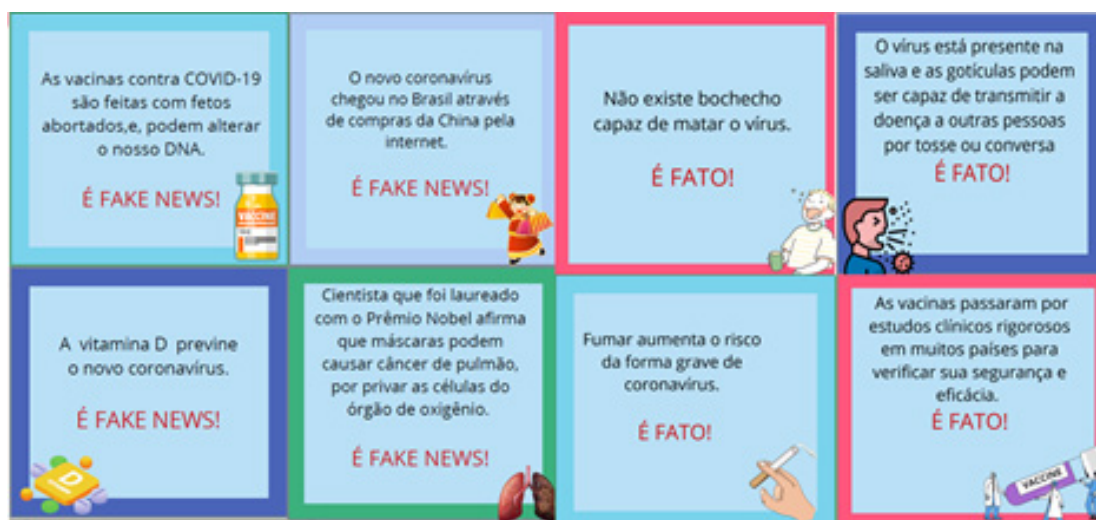 As vacinas contra COVID-19
são feitas com fetos
abortados,e, podem alterar
o nosso DNA.
É FAKE NEWS!
VACCINE
O novo coronavírus
chegou no Brasil através
de compras da China pela
internet.
É FAKE NEWS!
Não existe bochecho
capaz de matar o vírus.
É FATO!
O vírus está presente na
saliva e as gotículas podem
ser capaz de transmitir a
doença a outras pessoas
por tosse ou conversa
É FATO!
A vitamina D previne
o novo coronavírus.
É FAKE NEWS!
D
Cientista que foi laureado
com o Prêmio Nobel afirma
que máscaras podem
causar câncer de pulmão,
por privar as células do
órgão de oxigênio.
É FAKE NEWS!
Fumar aumenta o risco
da forma grave de
coronavírus.
É FATO!
As vacinas passaram por
estudos clínicos rigorosos
em muitos países para
verificar sua segurança e
eficácia.
É FATO!
VACCINE